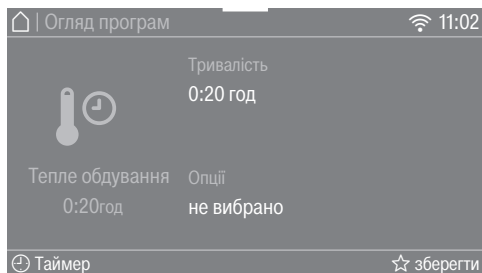 | Огляд програм 11:02
Тривалість
0:20 год
Тепле обдування
0:20год
Опції
не вибрано
Таймер зберегти